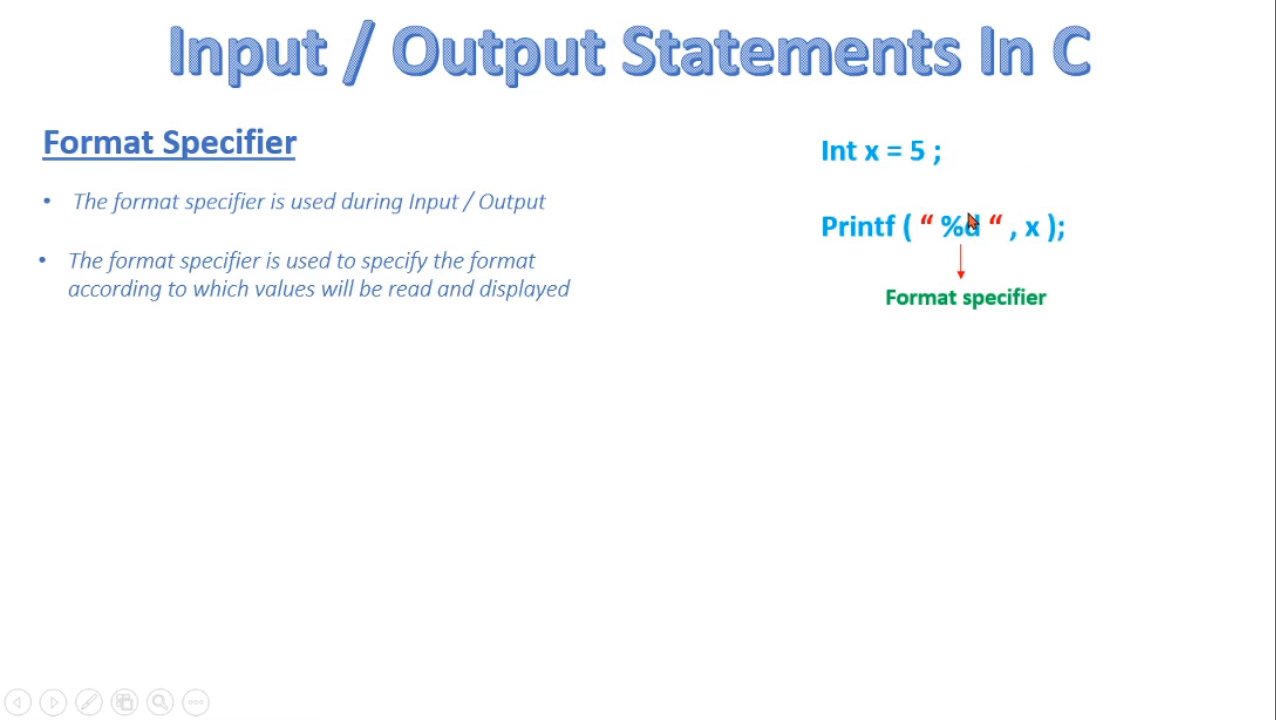 Input / Output Statements In C
Format Specifier
• The format specifier is used during Input / Output
• The format specifier is used to specify the format
according to which values will be read and displayed
Int x = 5 ;
Printf ( “ %d “ , x );
Format specifier